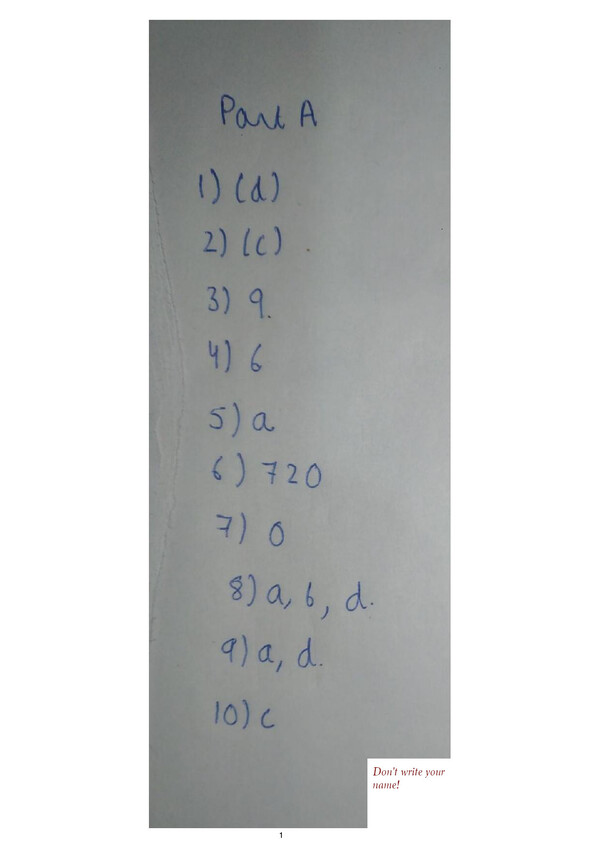 Part A
1) (d)
2) (c)
3) 9.
4) 6
5) a
6) 720
7) 0
8) a, b, d.
9) a, d.
10) c
Don't write your
name!
1